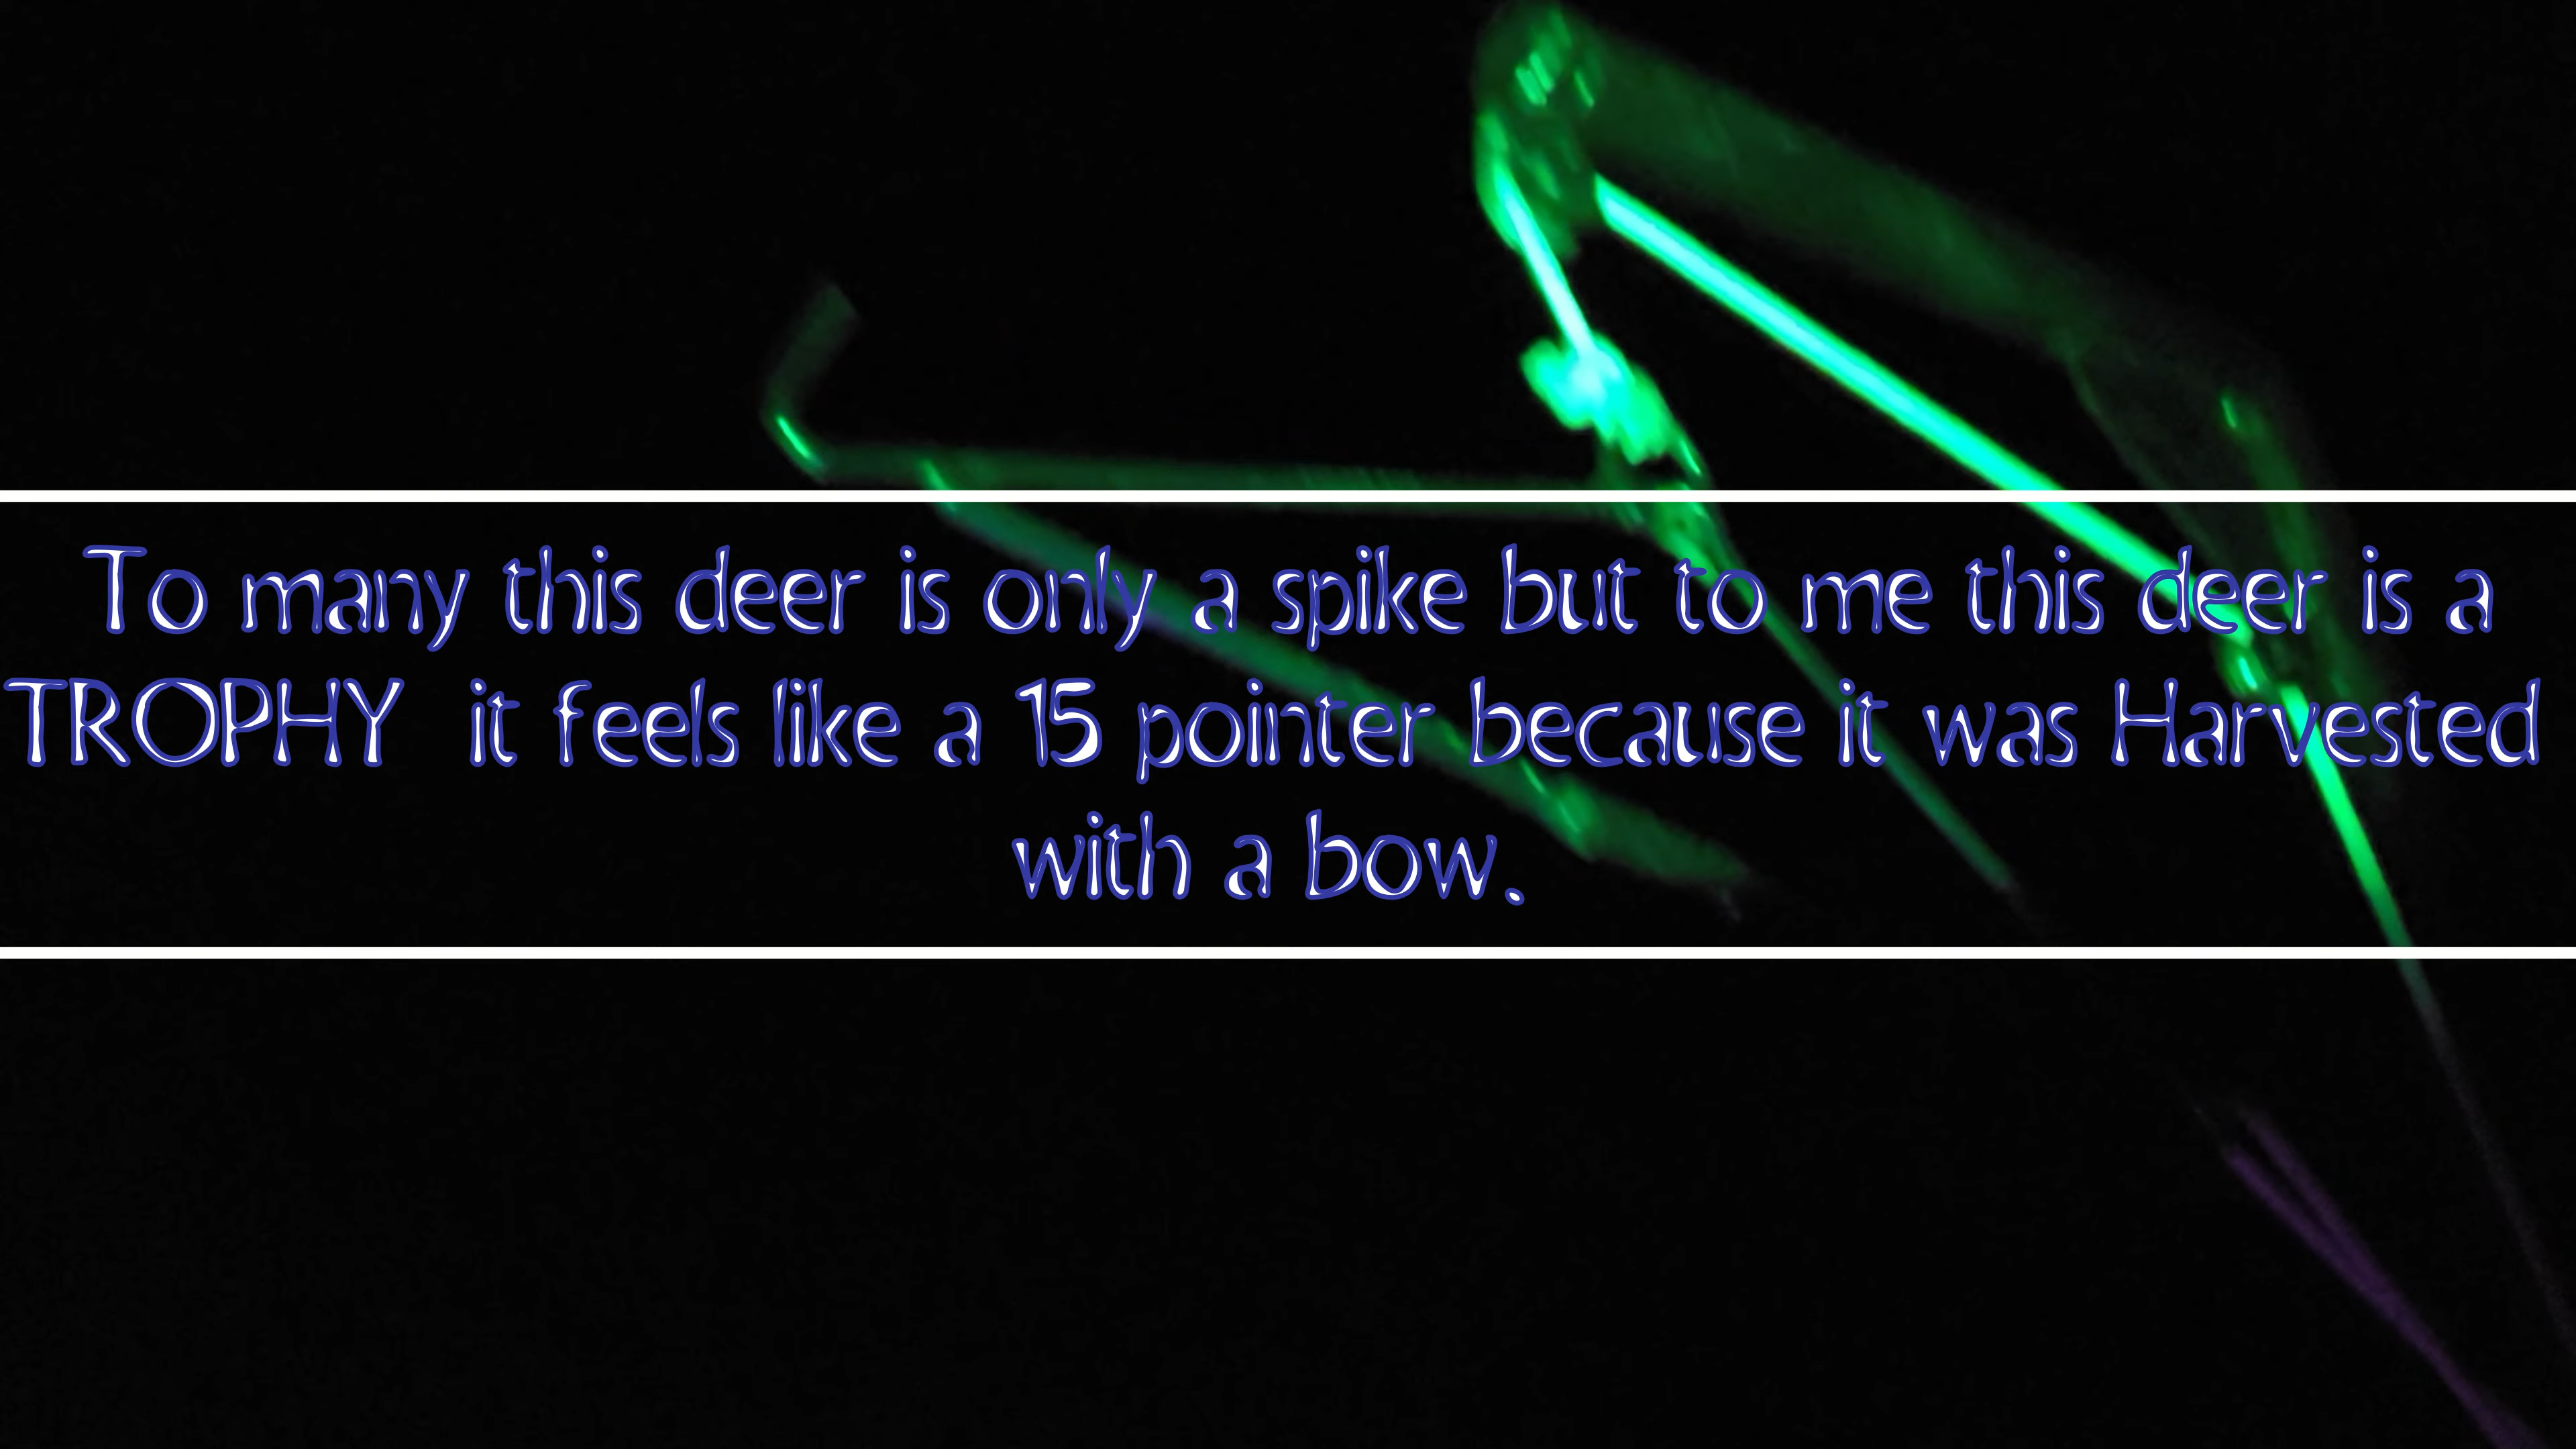 To many this deer is only a spike but to me this deer is a
TROPHY it feels like a 15 pointer because it was Harvested
with a bow.